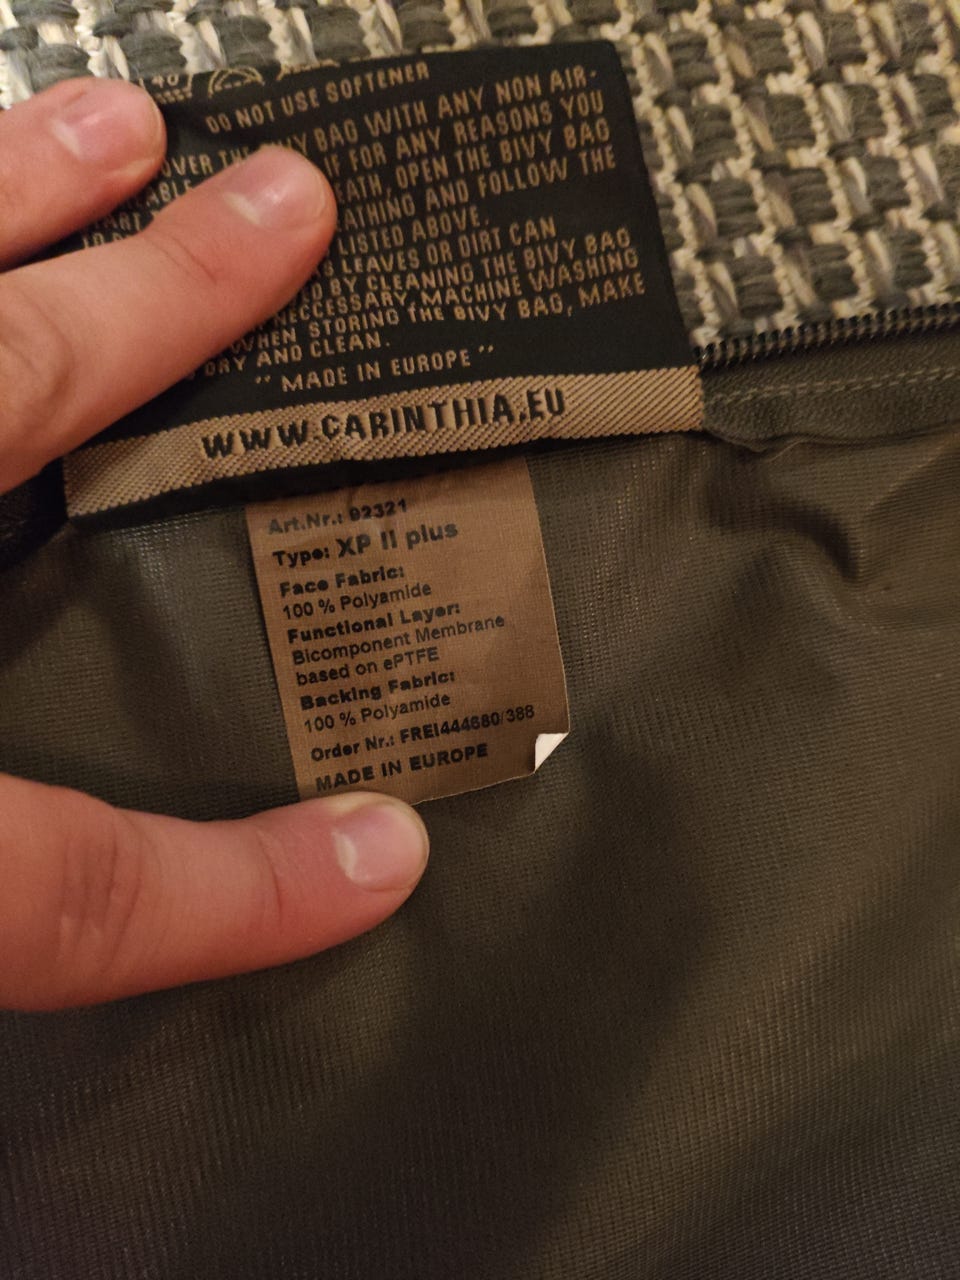 40
DO NOT USE SOFTENER
OVER THE BAG WITH ANY NON AIR-
IF FOR ANY REASONS YOU
OPEN THE BIVY BAG
AND FOLLOW THE
LISTED ABOVE.
LEAVES OR DIRT CAN
BY CLEANING THE BIVY BAG
NECCESSARY, MACHINE WASHING
WHEN STORING THE BIVY BAG, MAKE
DRY AND CLEAN.
" MADE IN EUROPE "
WWW.CARINTHIA.EU
Art.Nr.: 92321
Type: XP II plus
Face Fabric:
100 % Polyamide
Functional Layer:
Bicomponent Membrane
based on ePTFE
Backing Fabric:
100 % Polyamide
Order Nr.: FREI444680/388
MADE IN EUROPE